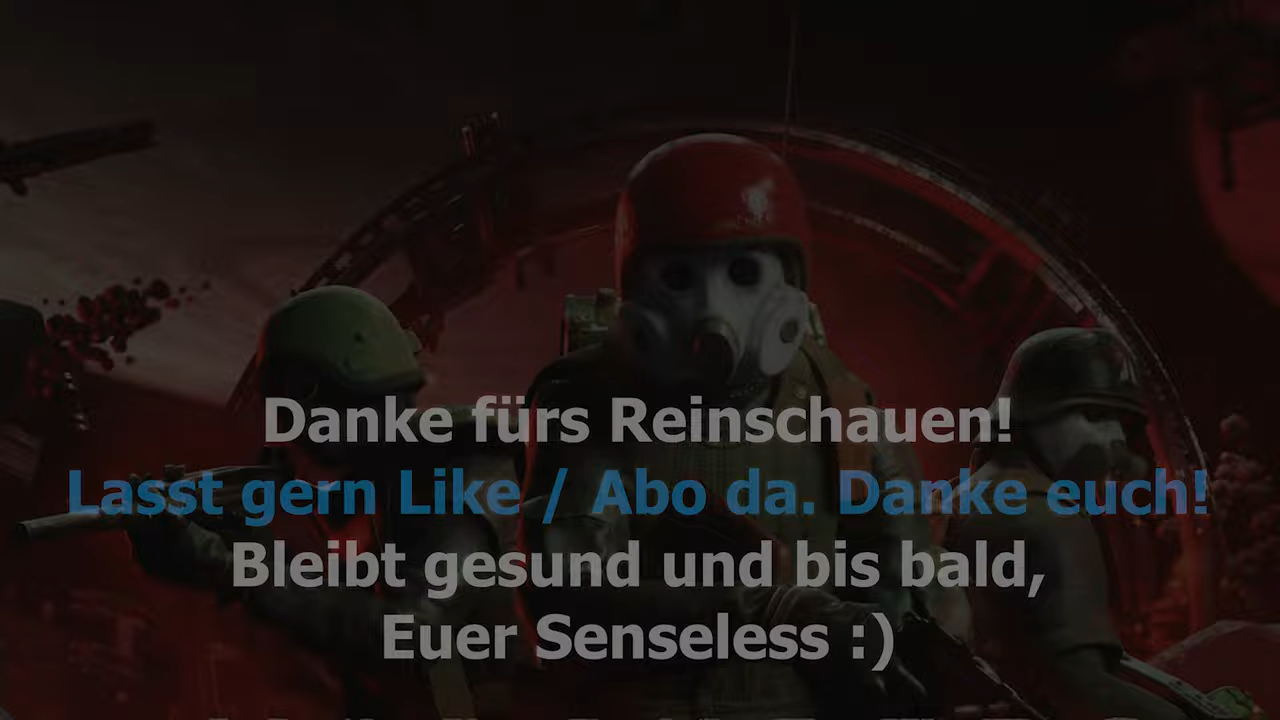 Danke fürs Reinschauen!
Lasst gern Like / Abo da. Danke euch!
Bleibt gesund und bis bald,
Euer Senseless :)